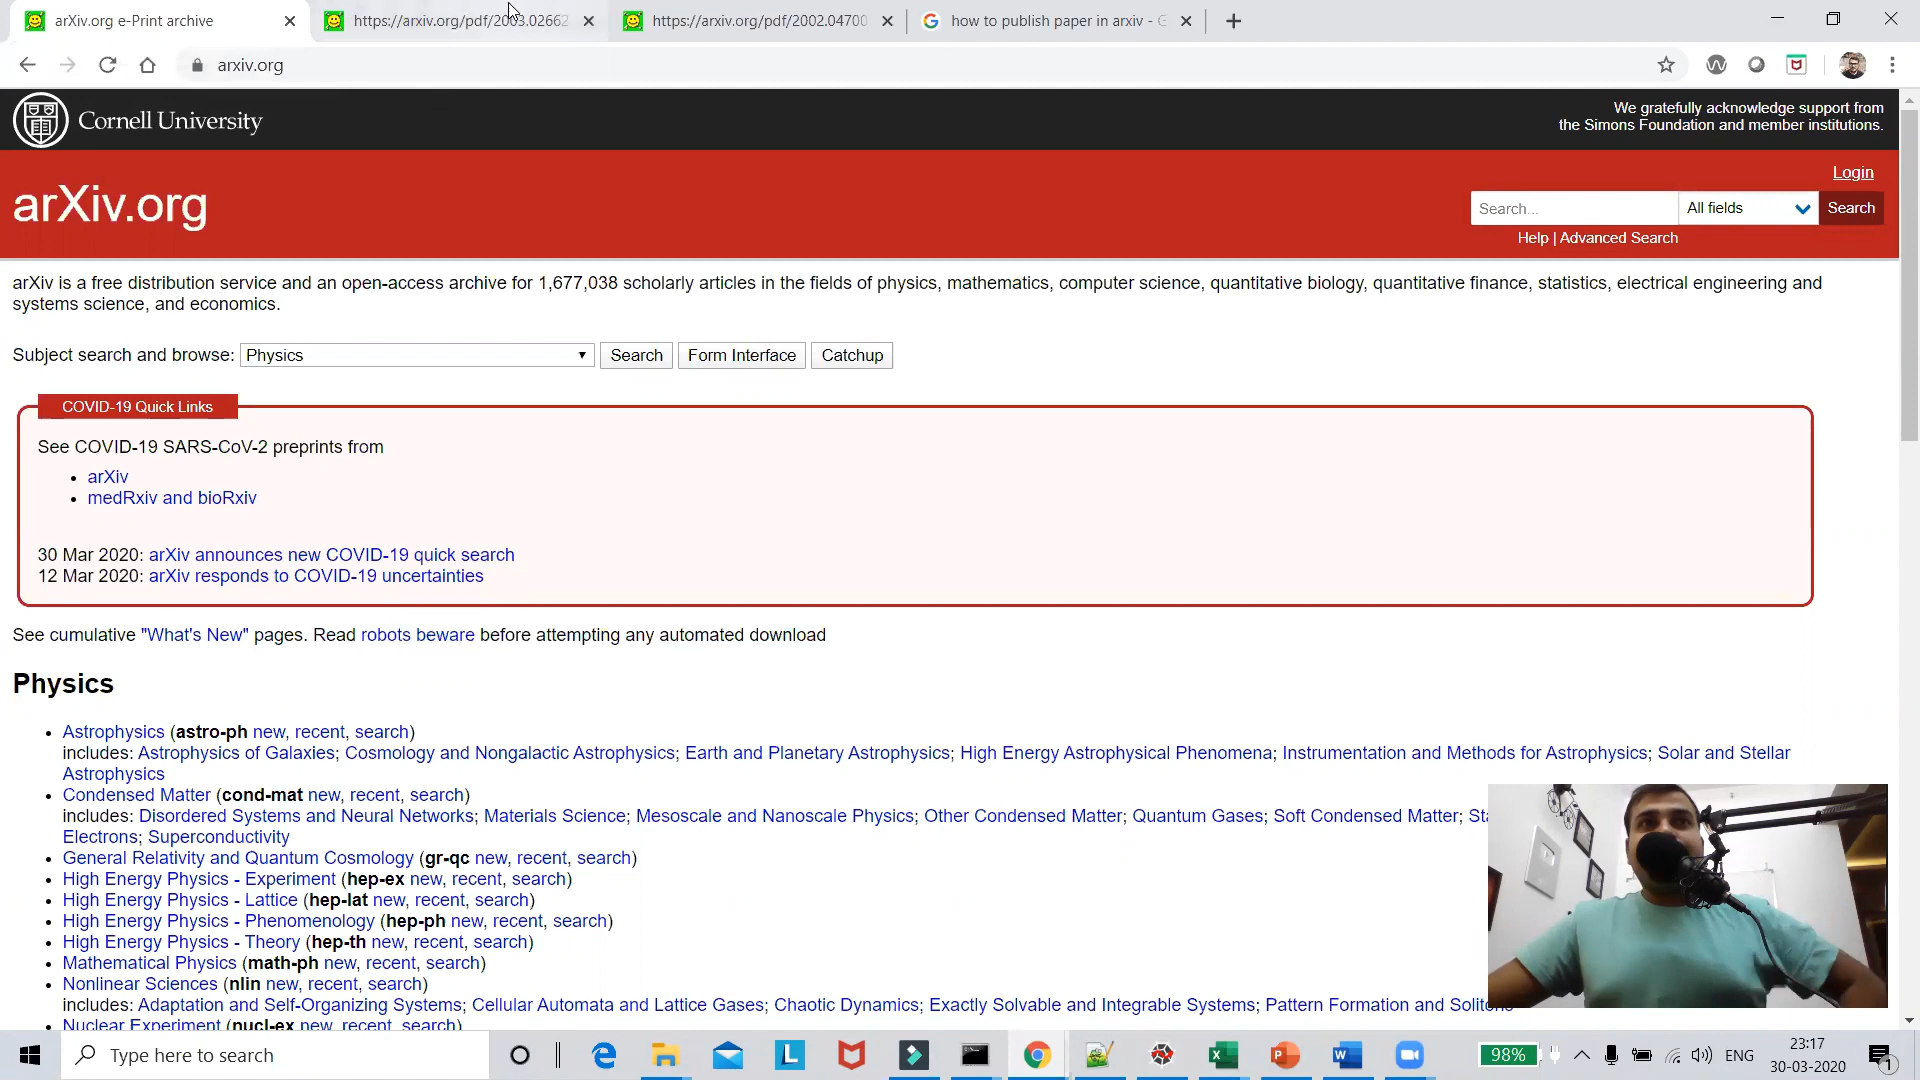 arXiv.org e-Print archive
https://arxiv.org/pdf/2003.02662
https://arxiv.org/pdf/2002.04700
how to publish paper in arxiv - G
arxiv.org
Cornell University
We gratefully acknowledge support from
the Simons Foundation and member institutions.
arXiv.org
Login
Search...
All fields
Search
Help | Advanced Search
arXiv is a free distribution service and an open-access archive for 1,677,038 scholarly articles in the fields of physics, mathematics, computer science, quantitative biology, quantitative finance, statistics, electrical engineering and
systems science, and economics.
Subject search and browse: Physics Search Form Interface Catchup
COVID-19 Quick Links
See COVID-19 SARS-CoV-2 preprints from
• arXiv
• medRxiv and bioRxiv
30 Mar 2020: arXiv announces new COVID-19 quick search
12 Mar 2020: arXiv responds to COVID-19 uncertainties
See cumulative "What's New" pages. Read robots beware before attempting any automated download
Physics
• Astrophysics (astro-ph new, recent, search)
includes: Astrophysics of Galaxies; Cosmology and Nongalactic Astrophysics; Earth and Planetary Astrophysics; High Energy Astrophysical Phenomena; Instrumentation and Methods for Astrophysics; Solar and Stellar
Astrophysics
• Condensed Matter (cond-mat new, recent, search)
includes: Disordered Systems and Neural Networks; Materials Science; Mesoscale and Nanoscale Physics; Other Condensed Matter; Quantum Gases; Soft Condensed Matter; Sta
Electrons; Superconductivity
• General Relativity and Quantum Cosmology (gr-qc new, recent, search)
• High Energy Physics - Experiment (hep-ex new, recent, search)
• High Energy Physics - Lattice (hep-lat new, recent, search)
• High Energy Physics - Phenomenology (hep-ph new, recent, search)
• High Energy Physics - Theory (hep-th new, recent, search)
• Mathematical Physics (math-ph new, recent, search)
• Nonlinear Sciences (nlin new, recent, search)
includes: Adaptation and Self-Organizing Systems; Cellular Automata and Lattice Gases; Chaotic Dynamics; Exactly Solvable and Integrable Systems; Pattern Formation and Solitons
• Nuclear Experiment (nucl-ex new, recent, search)
Type here to search
98%
ENG
23:17
30-03-2020
1